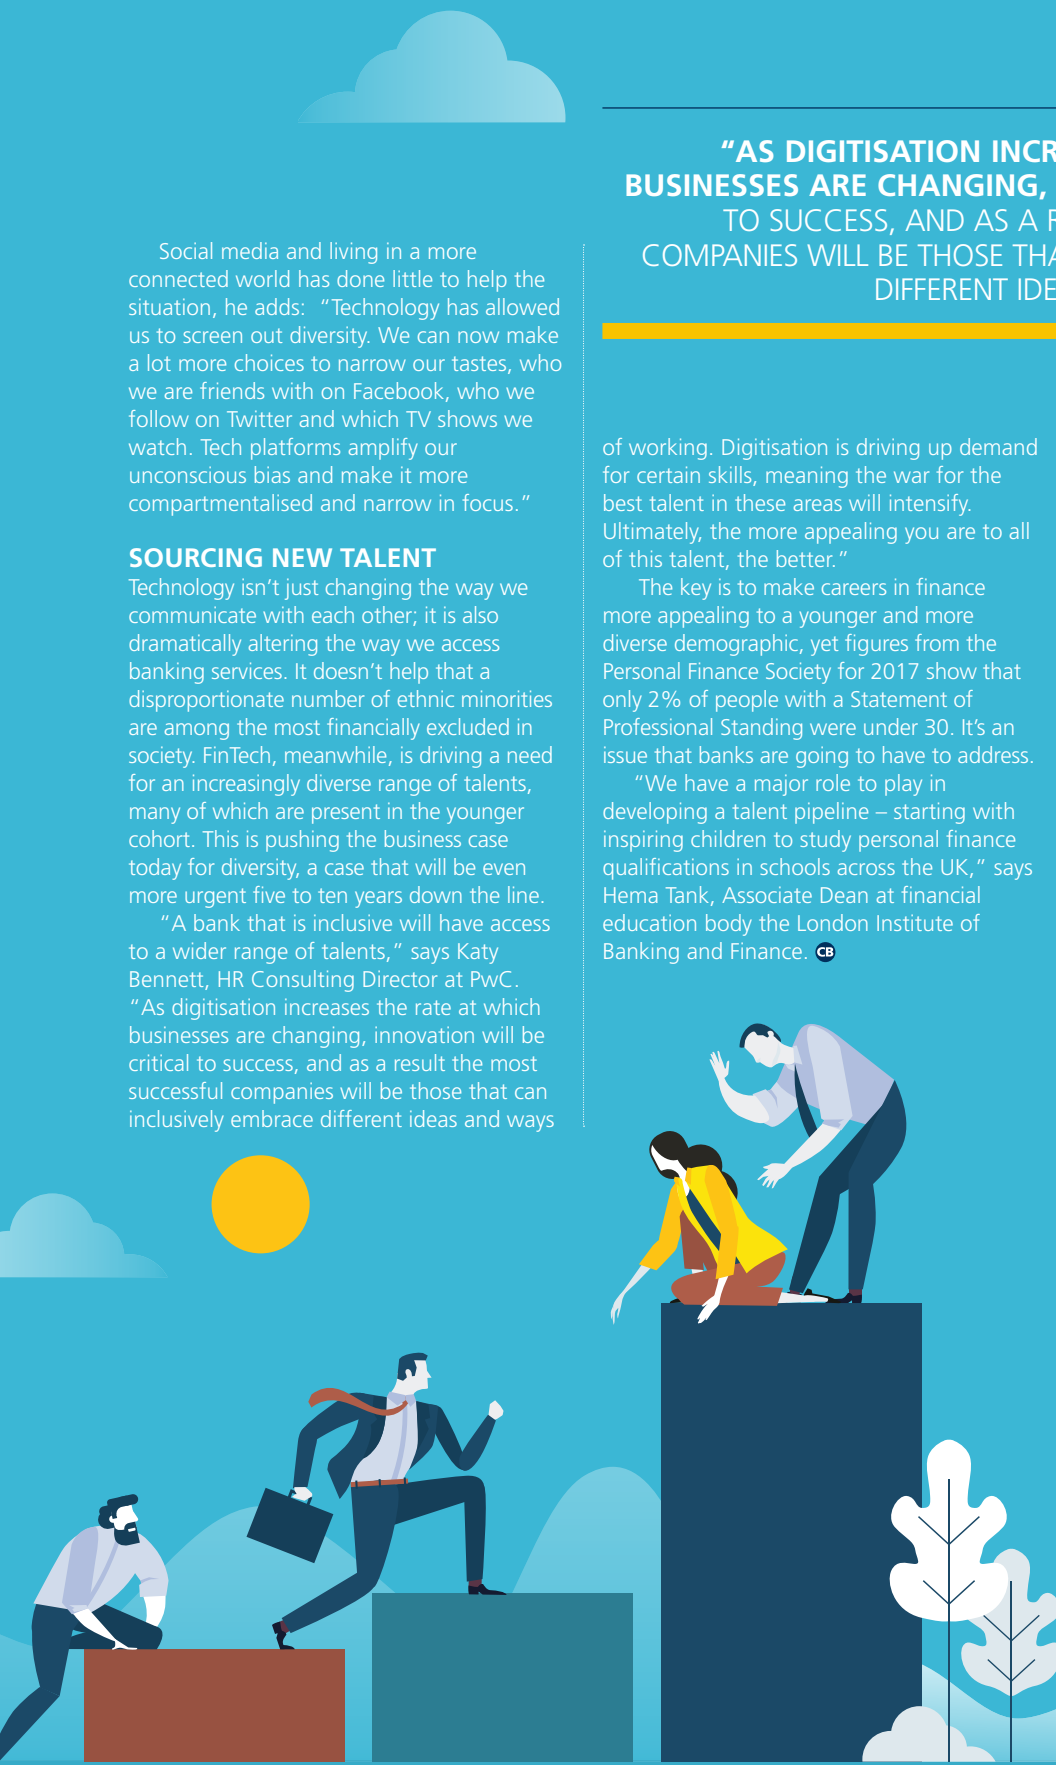 Social media and living in a more
connected world has done little to help the
situation, he adds:  “Technology has allowed
us to screen out diversity. We can now make
a lot more choices to narrow our tastes, who
we are friends with on Facebook, who we
follow on Twitter and which TV shows we
watch. Tech platforms amplify our
unconscious bias and make it more
compartmentalised and narrow in focus.”
SOURCING NEW TALENT
Technology isn’t just changing the way we
communicate with each other; it is also
dramatically altering the way we access
banking services. It doesn’t help that a
disproportionate number of ethnic minorities
are among the most financially excluded in
society. FinTech, meanwhile, is driving a need
for an increasingly diverse range of talents,
many of which are present in the younger
cohort. This is pushing the business case
today for diversity, a case that will be even
more urgent five to ten years down the line.
“A bank that is inclusive will have access
to a wider range of talents,” says Katy
Bennett, HR Consulting Director at PwC.
“As digitisation increases the rate at which
businesses are changing, innovation will be
critical to success, and as a result the most
successful companies will be those that can
inclusively embrace different ideas and ways
“AS DIGITISATION INCR
BUSINESSES ARE CHANGING,
TO SUCCESS, AND AS A R
COMPANIES WILL BE THOSE THA
DIFFERENT IDE
of working. Digitisation is driving up demand
for certain skills, meaning the war for the
best talent in these areas will intensify.
Ultimately, the more appealing you are to all
of this talent, the better.”
The key is to make careers in finance
more appealing to a younger and more
diverse demographic, yet figures from the
Personal Finance Society for 2017 show that
only 2% of people with a Statement of
Professional Standing were under 30. It’s an
issue that banks are going to have to address.
“We have a major role to play in
developing a talent pipeline – starting with
inspiring children to study personal finance
qualifications in schools across the UK,” says
Hema Tank, Associate Dean at financial
education body the London Institute of
Banking and Finance. CB